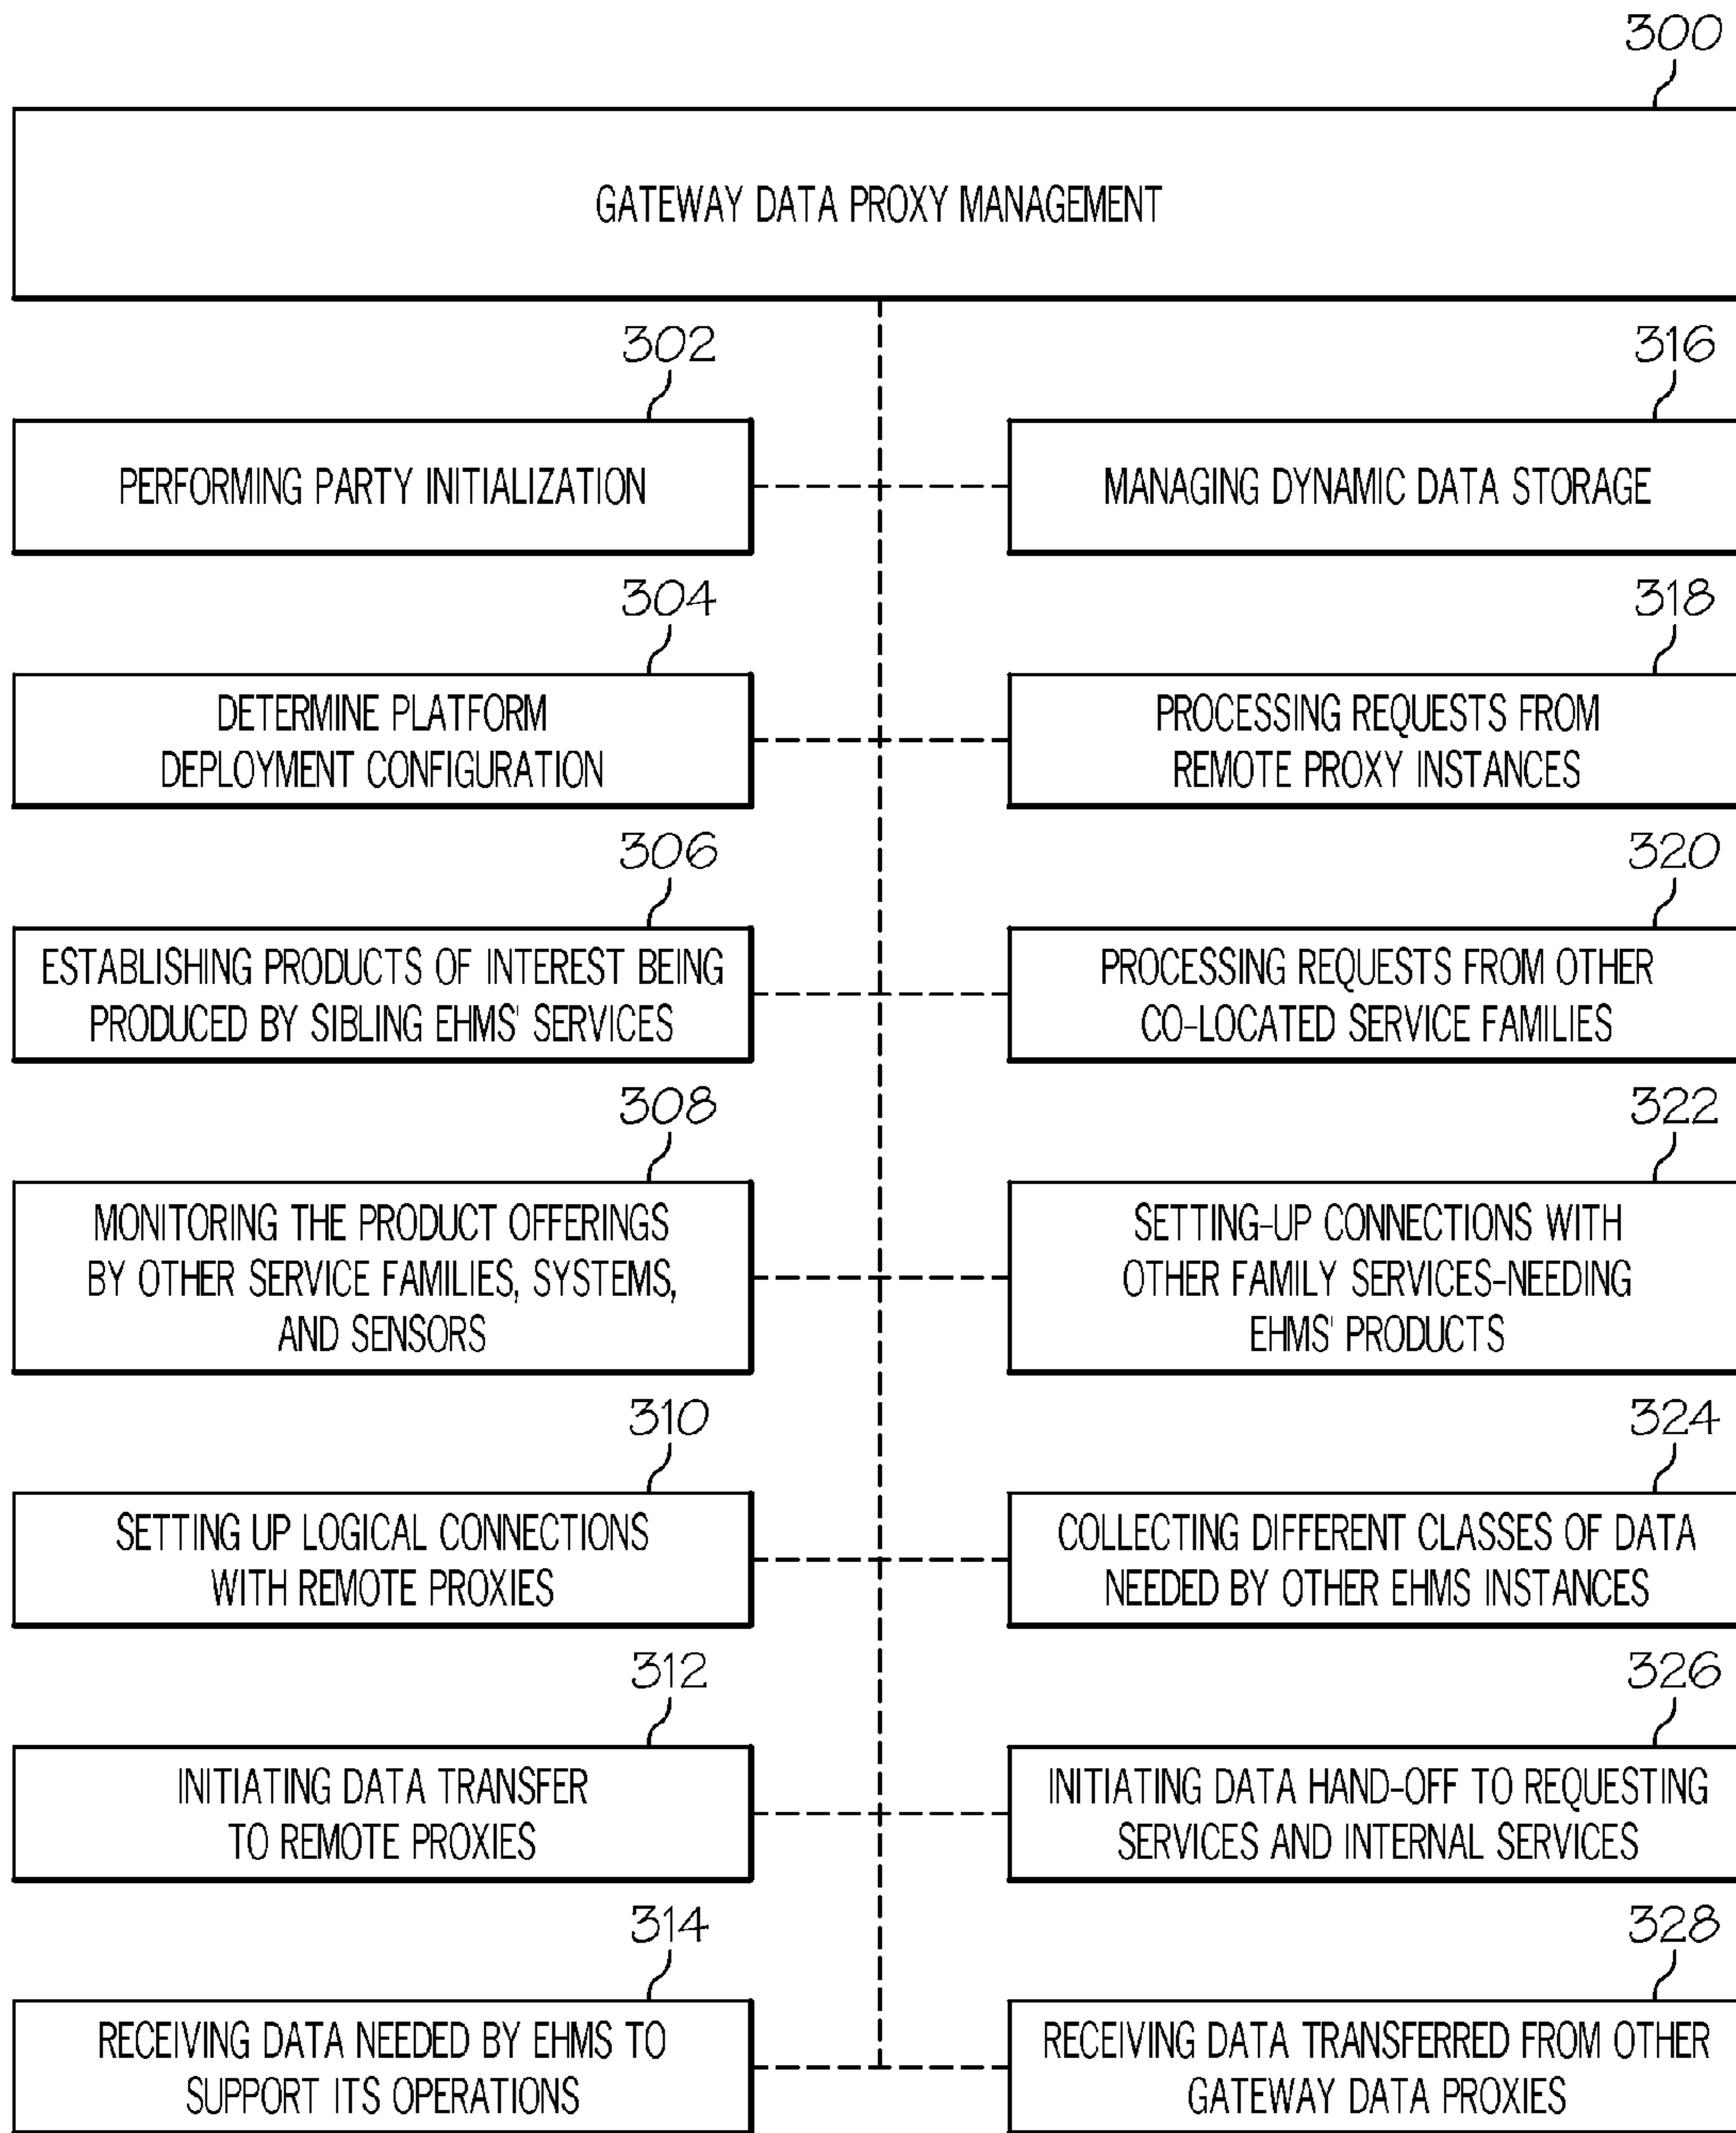 300
GATEWAY DATA PROXY MANAGEMENT
302
PERFORMING PARTY INITIALIZATION
316
MANAGING DYNAMIC DATA STORAGE
304
DETERMINE PLATFORM
DEPLOYMENT CONFIGURATION
318
PROCESSING REQUESTS FROM
REMOTE PROXY INSTANCES
306
ESTABLISHING PRODUCTS OF INTEREST BEING
PRODUCED BY SIBLING EHMS' SERVICES
320
PROCESSING REQUESTS FROM OTHER
CO-LOCATED SERVICE FAMILIES
308
MONITORING THE PRODUCT OFFERINGS
BY OTHER SERVICE FAMILIES, SYSTEMS,
AND SENSORS
322
SETTING-UP CONNECTIONS WITH
OTHER FAMILY SERVICES-NEEDING
EHMS' PRODUCTS
310
SETTING UP LOGICAL CONNECTIONS
WITH REMOTE PROXIES
324
COLLECTING DIFFERENT CLASSES OF DATA
NEEDED BY OTHER EHMS INSTANCES
312
INITIATING DATA TRANSFER
TO REMOTE PROXIES
326
INITIATING DATA HAND-OFF TO REQUESTING
SERVICES AND INTERNAL SERVICES
314
RECEIVING DATA NEEDED BY EHMS TO
SUPPORT ITS OPERATIONS
328
RECEIVING DATA TRANSFERRED FROM OTHER
GATEWAY DATA PROXIES